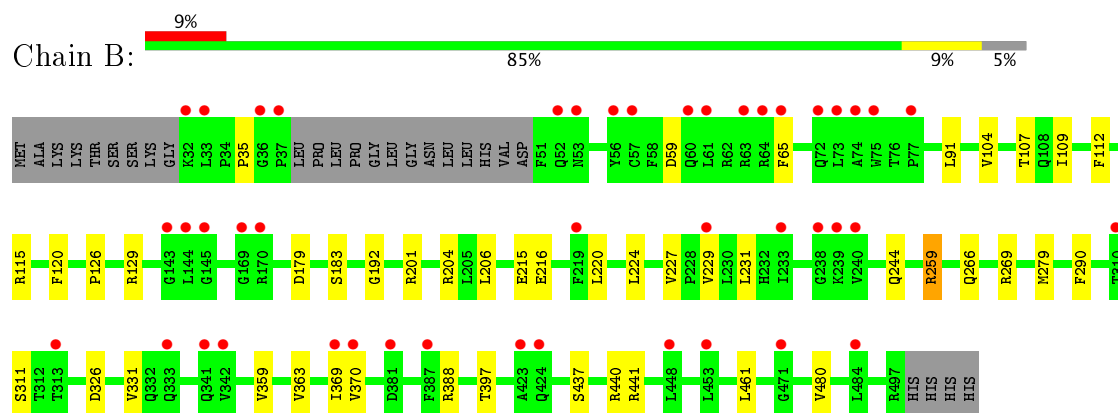 9%
Chain B:
85% 9% 5%
MET ALA LYS LYS THR SER SER LYS GLY K32 L33 P34 P35 G36 P37 LEU PRO LEU PRO GLY LEU GLY ASN LEU LEU HIS VAL ASP F51 Q52 N53 Y56 C57 F58 D59 Q60 L61 R62 R63 R64 F65 Q72 L73 A74 W75 T76 P77 L91 V104 T107 Q108 I109 F112
R115 F120 P126 R129 G143 L144 G145 G169 R170 D179 S183 G192 R201 R204 L205 L206 E215 E216 F219 L220 L224 V227 P228 V229 L230 L231 H232 I233 G238 K239 V240 Q244 R259 Q266 R269 M279 F290 T310
S311 T312 T313 D326 V331 Q332 Q333 Q341 V342 V359 V363 I369 V370 D381 F387 R388 T397 A423 Q424 S437 R440 R441 L448 L453 L461 G471 V480 L484 R497 HIS HIS HIS HIS